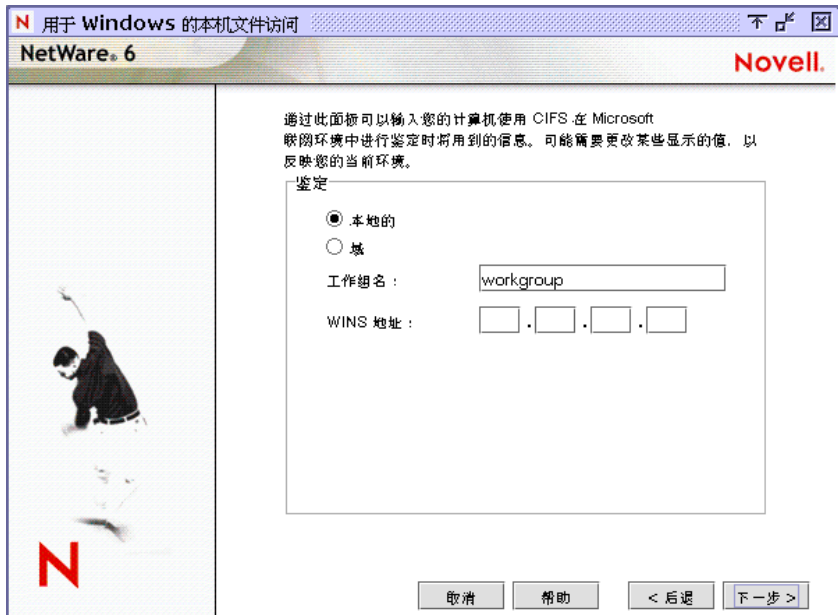 N 用于 Windows 的本机文件访问
NetWare® 6
Novell.
通过此面板可以输入您的计算机使用 CIFS 在 Microsoft
联网环境中进行鉴定时将用到的信息。可能需要更改某些显示的值，以
反映您的当前环境。
鉴定
本地的
域
工作组名：
workgroup
WINS 地址：
. . .
N
取消
帮助
< 后退
下一步 >